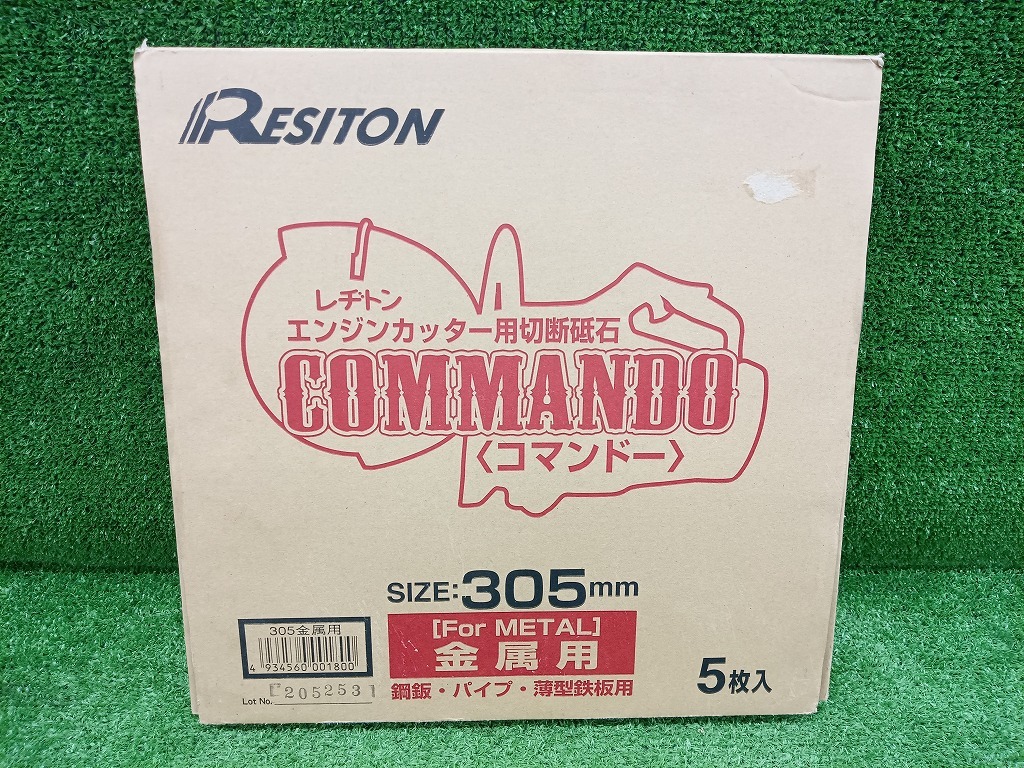 RESITON
レヂトン
エンジンカッター用切断砥石
COMMANDO
〈コマンドー〉
SIZE:305mm
[For METAL]
金属用
鋼鈑・パイプ・薄型鉄板用
5枚入
305金属用
4 934560 001800
Lot No.